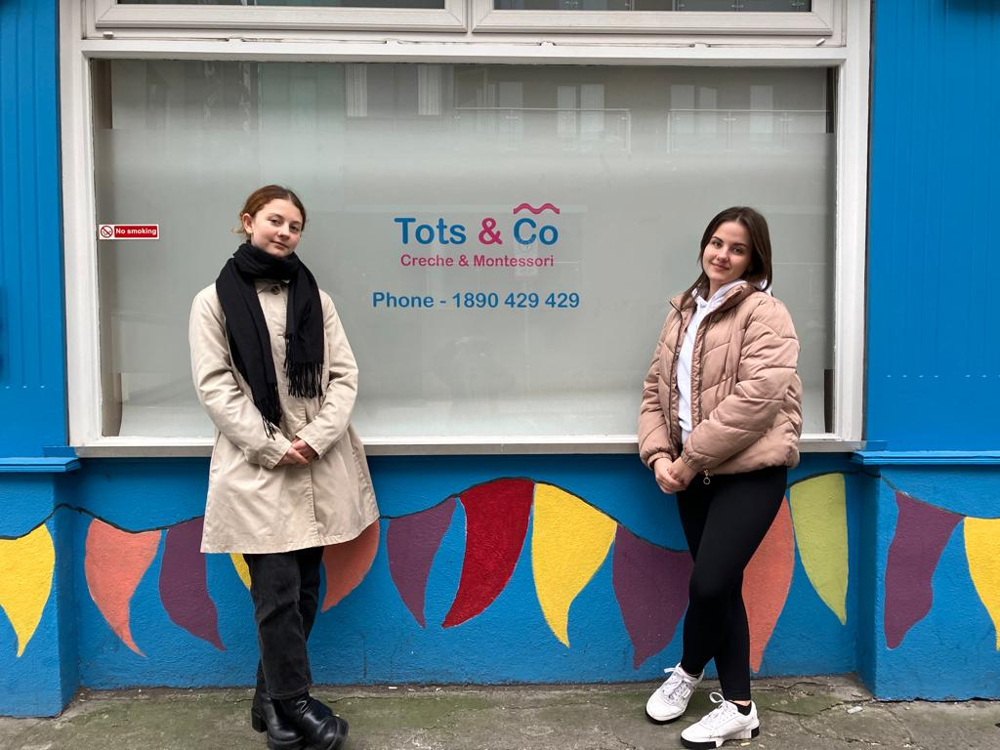 No smoking
Tots & Co
Creche & Montessori
Phone - 1890 429 429